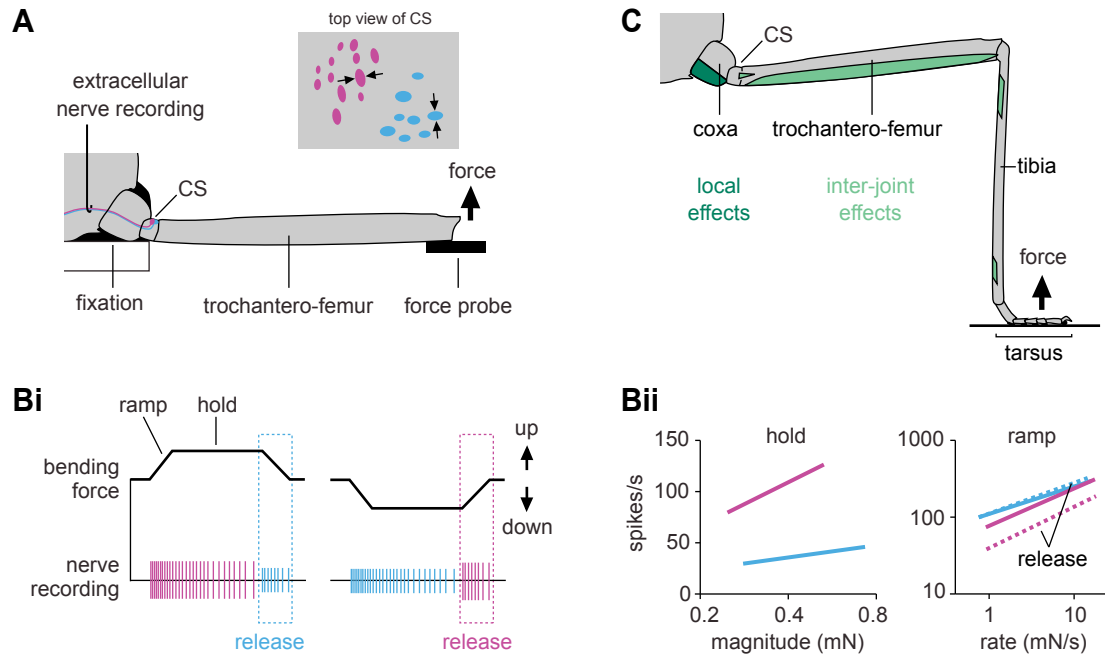 A
top view of CS
extracellular
nerve recording
CS
force
fixation
trochantero-femur
force probe
C
CS
coxa
trochantero-femur
local
effects
inter-joint
effects
tibia
force
tarsus
Bi
ramp
hold
bending
force
up
down
nerve
recording
release
release
Bii
hold
spikes/s
150
100
50
0
0.2
0.4
0.8
magnitude (mN)
ramp
1000
100
10
release
1
10
rate (mN/s)